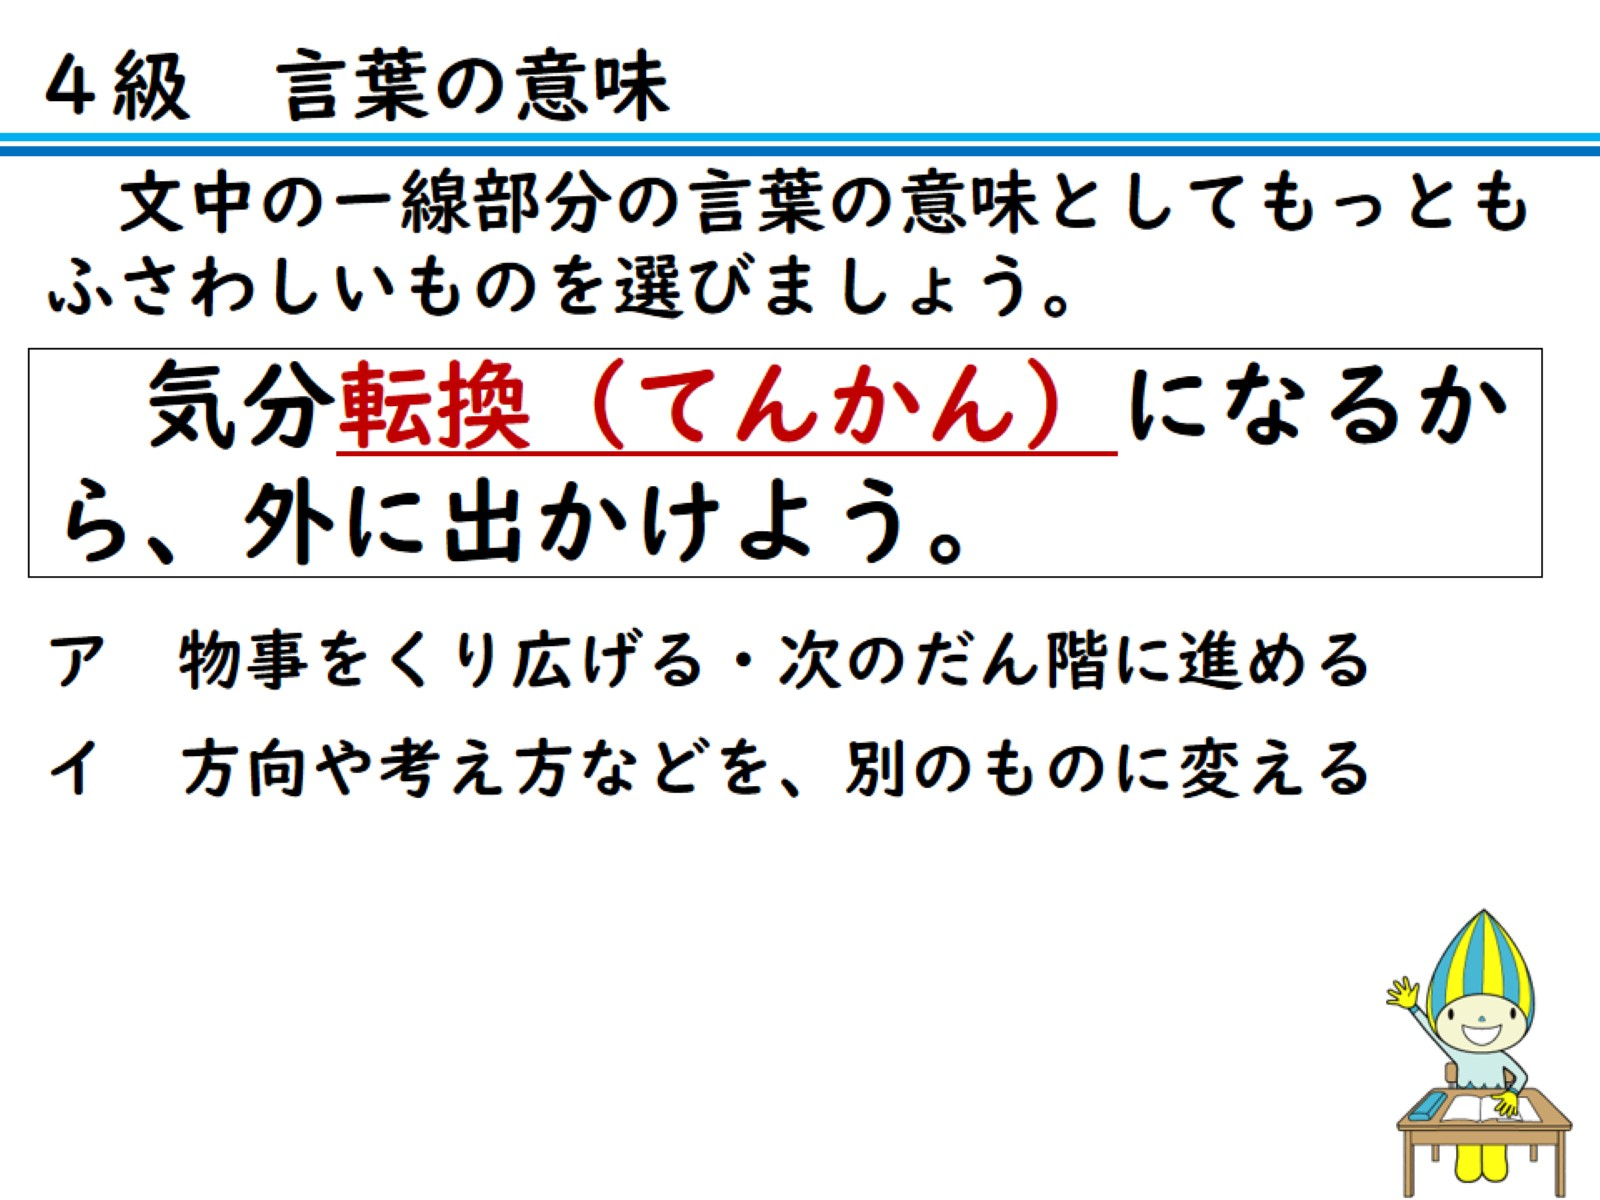 ４級　言葉の意味
文中の一線部分の言葉の意味としてもっとも
ふさわしいものを選びましょう。
気分転換（てんかん）になるか
ら、外に出かけよう。
ア　物事をくり広げる・次のだん階に進める
イ　方向や考え方などを、別のものに変える